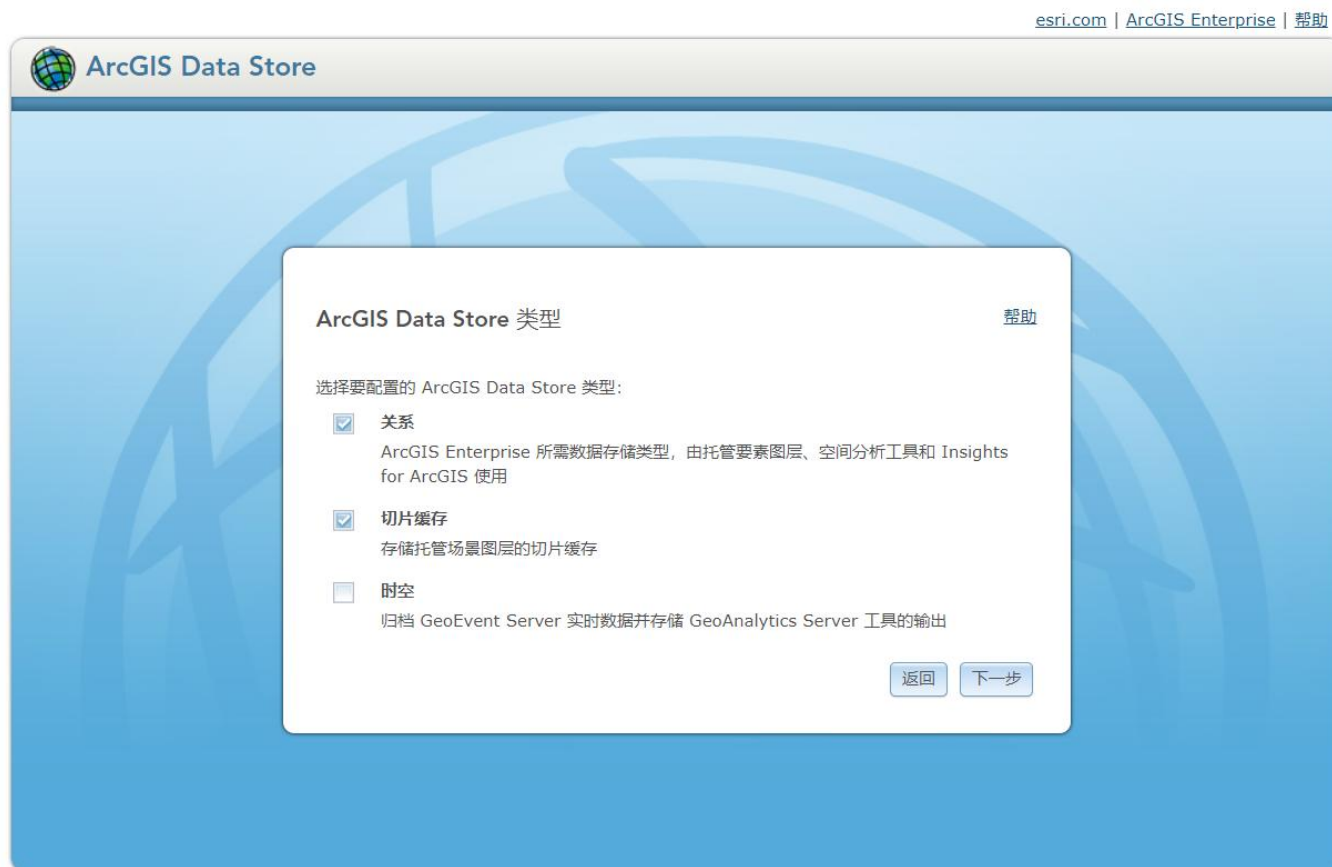 esri.com | ArcGIS Enterprise | 帮助
ArcGIS Data Store
ArcGIS Data Store 类型
帮助
选择要配置的 ArcGIS Data Store 类型:
关系
ArcGIS Enterprise 所需数据存储类型，由托管要素图层、空间分析工具和 Insights
for ArcGIS 使用
切片缓存
存储托管场景图层的切片缓存
时空
归档 GeoEvent Server 实时数据并存储 GeoAnalytics Server 工具的输出
返回
下一步